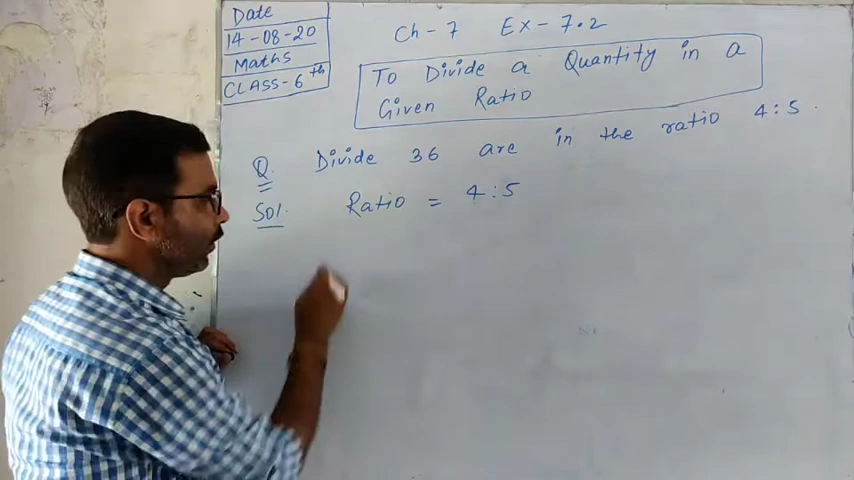 Date
14-08-20
Maths
CLASS-6th
Ch-7 Ex-7.2
To Divide a Quantity in a
Given Ratio
Q. Divide 36 are in the ratio 4:5.
Sol. Ratio = 4:5